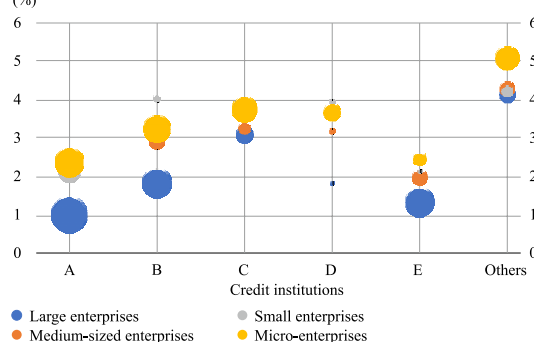 (%)
6 6
5 5
4 4
3 3
2 2
1 1
0 0
A B C D E Others
Credit institutions
Large enterprises Small enterprises
Medium-sized enterprises Micro-enterprises